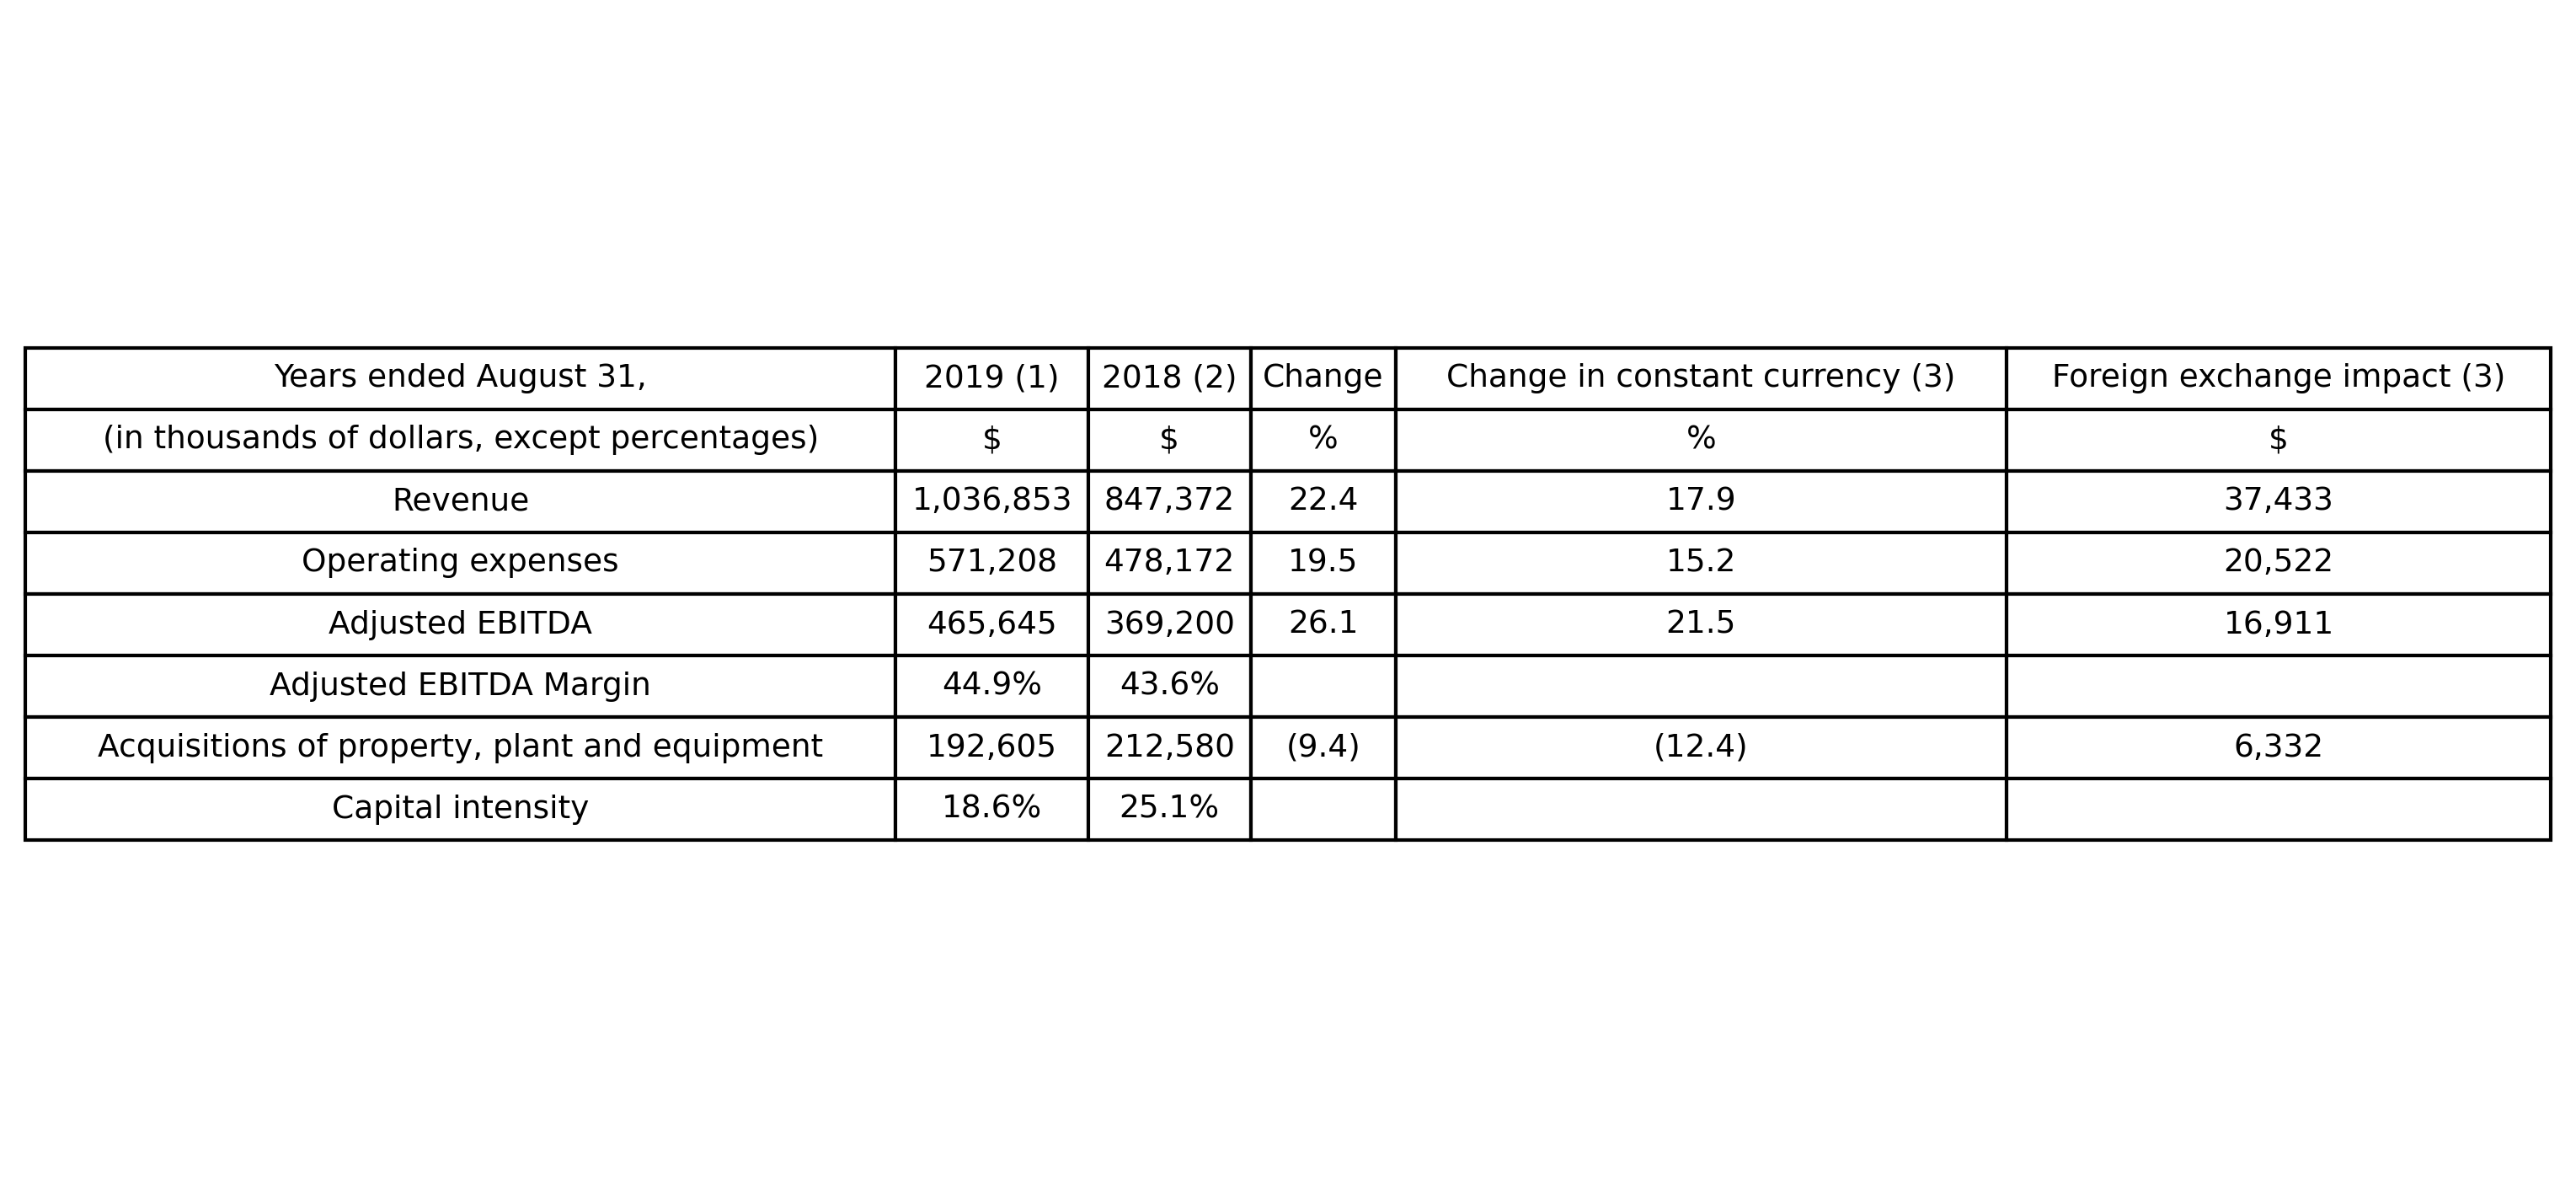 Years ended August 31, 2019 (1) 2018 (2) Change Change in constant currency (3) Foreign exchange impact (3)
(in thousands of dollars, except percentages) $ $ % % $
Revenue 1,036,853 847,372 22.4 17.9 37,433
Operating expenses 571,208 478,172 19.5 15.2 20,522
Adjusted EBITDA 465,645 369,200 26.1 21.5 16,911
Adjusted EBITDA Margin 44.9% 43.6%
Acquisitions of property, plant and equipment 192,605 212,580 (9.4) (12.4) 6,332
Capital intensity 18.6% 25.1%